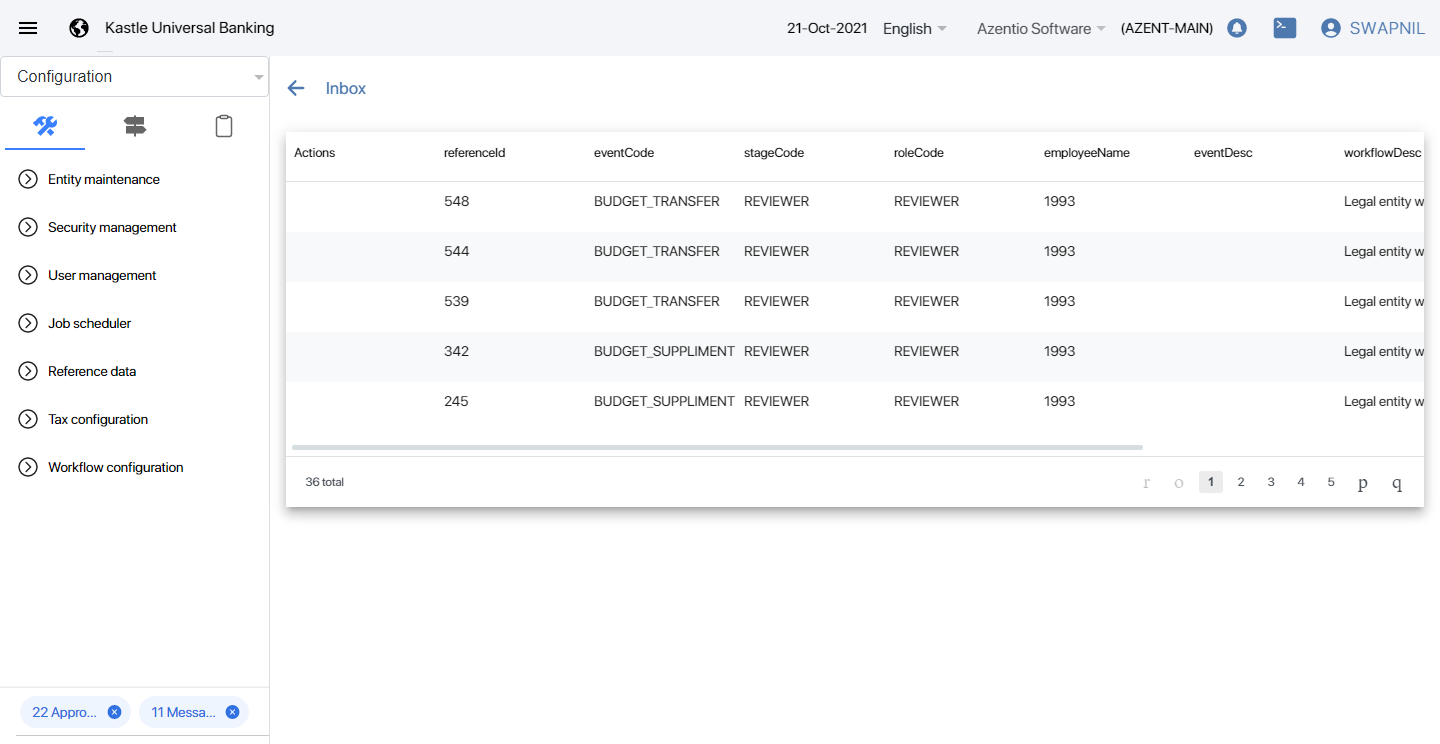 Kastle Universal Banking
21-Oct-2021 English Azentio Software (AZENT-MAIN) SWAPNIL
Configuration
Entity maintenance
Security management
User management
Job scheduler
Reference data
Tax configuration
Workflow configuration
22 Appro... 11 Messa...
Inbox
Actions referenceId eventCode stageCode roleCode employeeName eventDesc workflowDesc
548 BUDGET_TRANSFER REVIEWER REVIEWER 1993 Legal entity w
544 BUDGET_TRANSFER REVIEWER REVIEWER 1993 Legal entity w
539 BUDGET_TRANSFER REVIEWER REVIEWER 1993 Legal entity w
342 BUDGET_SUPPLIMENT REVIEWER REVIEWER 1993 Legal entity w
245 BUDGET_SUPPLIMENT REVIEWER REVIEWER 1993 Legal entity w
36 total r o 1 2 3 4 5 p q